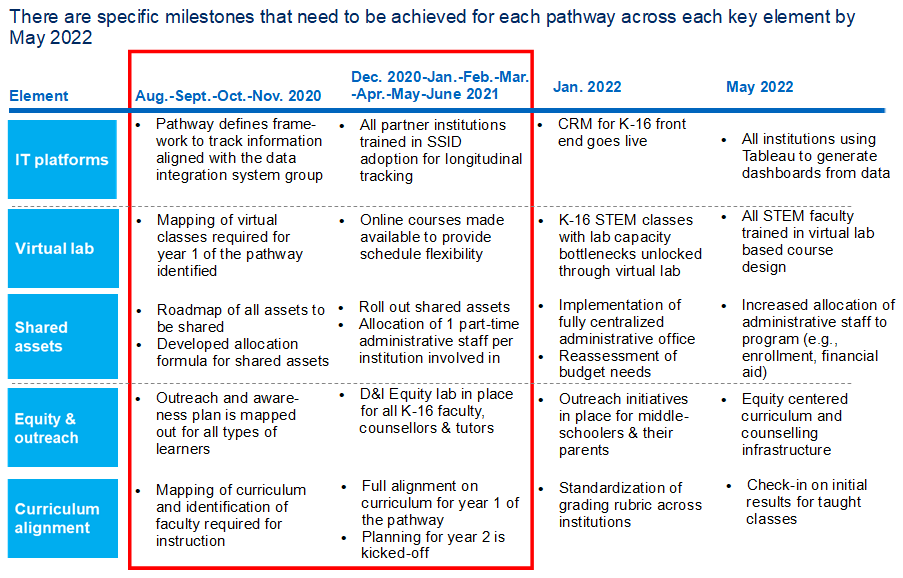 There are specific milestones that need to be achieved for each pathway across each key element by
May 2022
Element
Aug.-Sept.-Oct.-Nov. 2020
Dec. 2020-Jan.-Feb.-Mar.
-Apr.-May-June 2021
Jan. 2022
May 2022
IT platforms
• Pathway defines frame-
work to track information
aligned with the data
integration system group
• All partner institutions
trained in SSID
adoption for longitudinal
tracking
• CRM for K-16 front
end goes live
• All institutions using
Tableau to generate
dashboards from data
Virtual lab
• Mapping of virtual
classes required for
year 1 of the pathway
identified
• Online courses made
available to provide
schedule flexibility
• K-16 STEM classes
with lab capacity
bottlenecks unlocked
through virtual lab
• All STEM faculty
trained in virtual lab
based course
design
Shared
assets
• Roadmap of all assets to
be shared
• Developed allocation
formula for shared assets
• Roll out shared assets
• Allocation of 1 part-time
administrative staff per
institution involved in
• Implementation of
fully centralized
administrative office
• Reassessment of
budget needs
• Increased allocation of
administrative staff to
program (e.g.,
enrollment, financial
aid)
Equity &
outreach
• Outreach and aware-
ness plan is mapped
out for all types of
learners
• D&I Equity lab in place
for all K-16 faculty,
counsellors & tutors
• Outreach initiatives
in place for middle-
schoolers & their
parents
• Equity centered
curriculum and
counselling
infrastructure
Curriculum
alignment
• Mapping of curriculum
and identification of
faculty required for
instruction
• Full alignment on
curriculum for year 1 of
the pathway
• Planning for year 2 is
kicked-off
• Standardization of
grading rubric across
institutions
• Check-in on initial
results for taught
classes